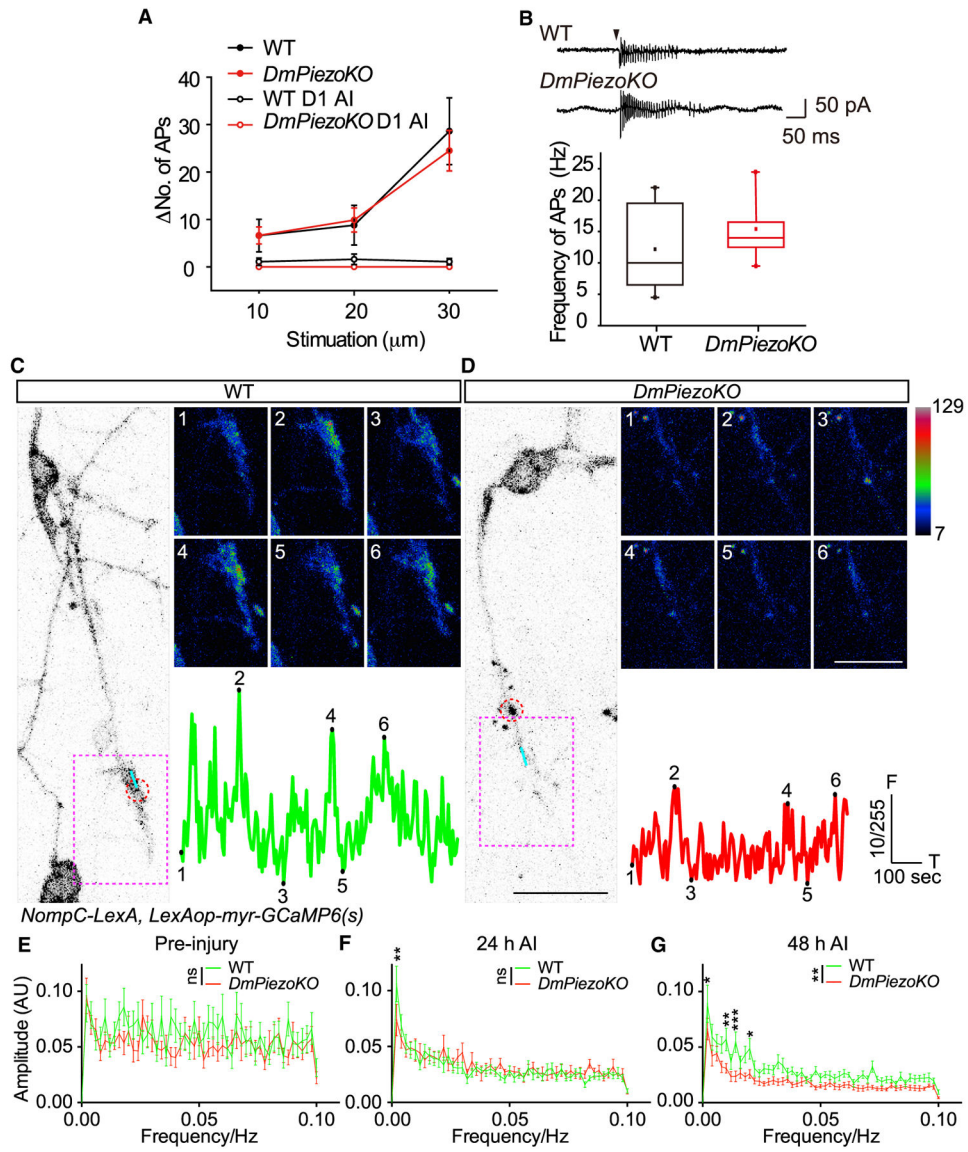 A
WT
DmPiezoKO
WT D1 AI
DmPiezoKO D1 AI
ΔNo. of APs
40
30
20
10
0
10 20 30
Stimuation (μm)
B
WT
DmPiezoKO
50 pA
50 ms
Frequency of APs (Hz)
25
20
15
10
5
0
WT DmPiezoKO
C
WT
1 2 3
4 5 6
2
4
6
1
3
5
NompC-LexA, LexAop-myr-GCaMP6(s)
D
DmPiezoKO
1 2 3
4 5 6
129
7
2
4
6
1
3
5
F
10/255
T
100 sec
E
Pre-injury
ns
WT
DmPiezoKO
Amplitude (AU)
0.10
0.05
0.00
0.00 0.05 0.10
Frequency/Hz
F
24 h AI
**
ns
WT
DmPiezoKO
0.10
0.05
0.00
0.00 0.05 0.10
Frequency/Hz
G
48 h AI
**
WT
DmPiezoKO
*
**
***
*
0.10
0.05
0.00
0.00 0.05 0.10
Frequency/Hz